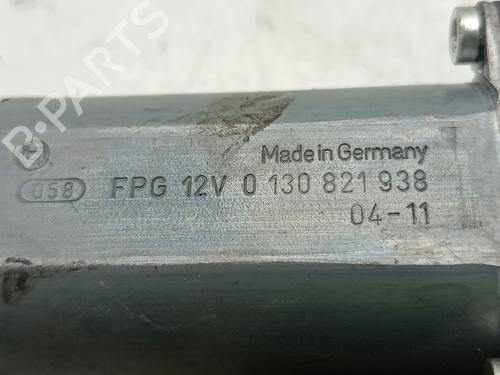 B-PARTS
Made in Germany
058 FPG 12V 0 130 821 938
04-11